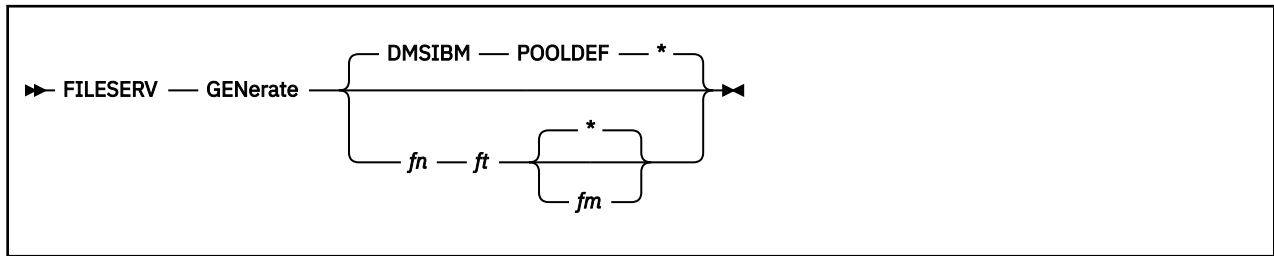 DMSIBM POOLDEF *
FILESERV GENerate
*
fn ft
fm